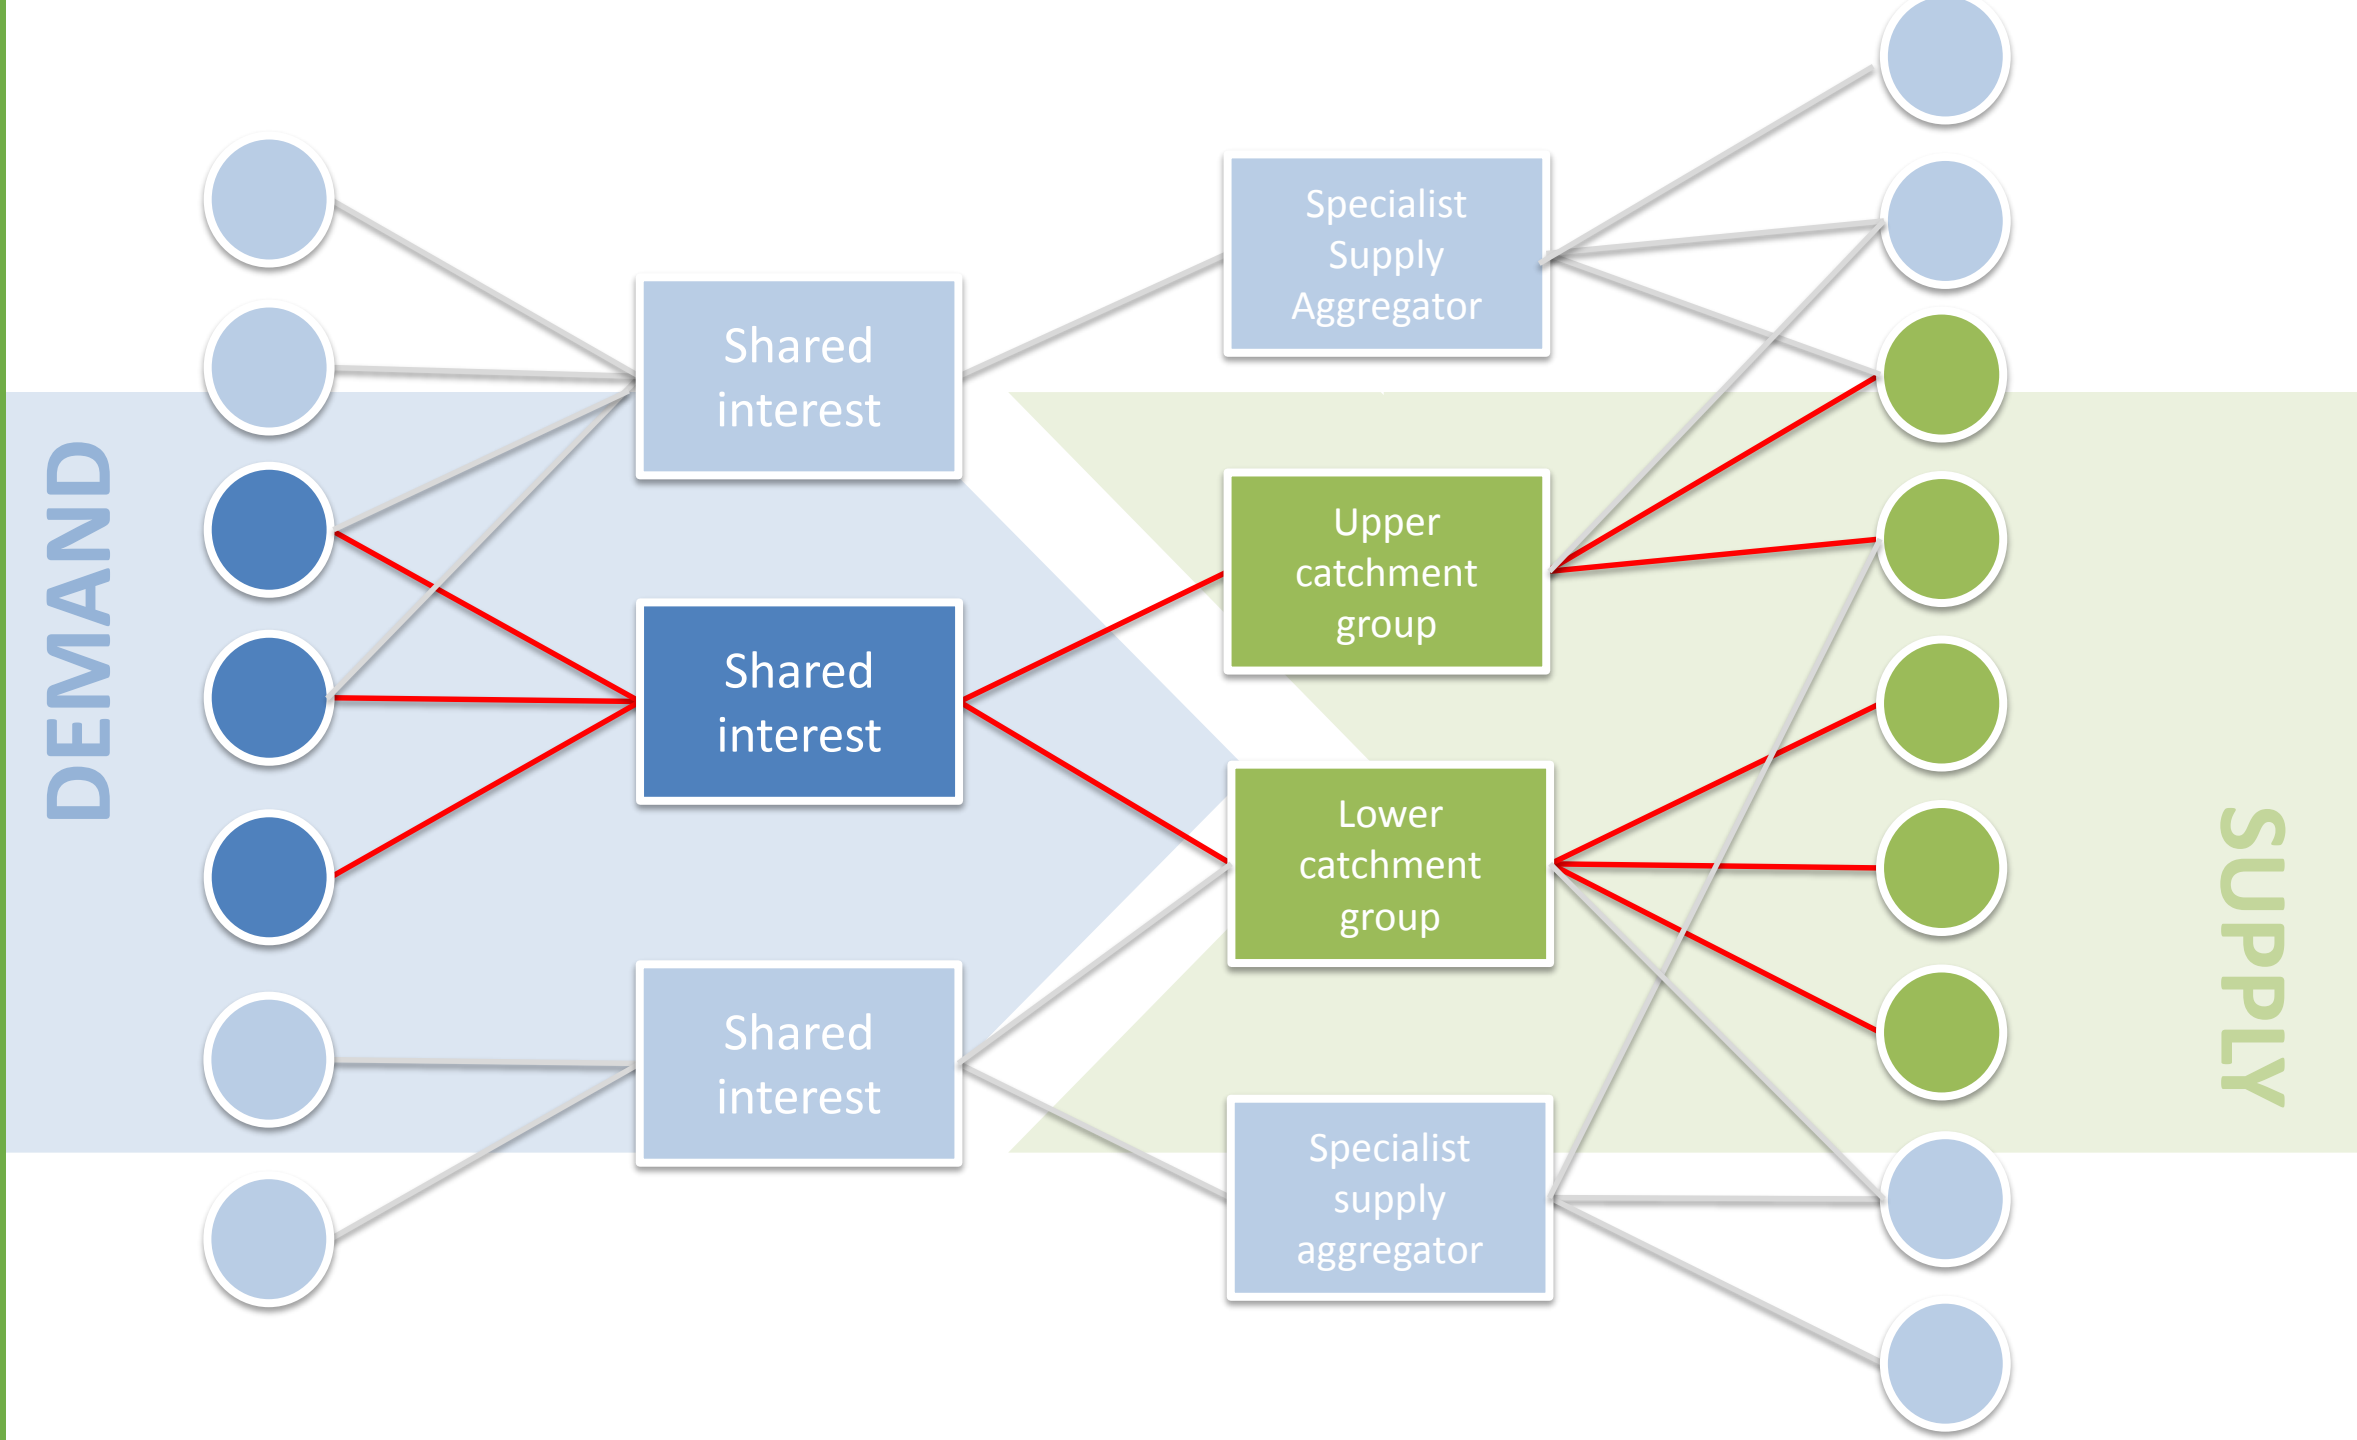 DEMAND
Shared
interest
Shared
interest
Shared
interest
Specialist
Supply
Aggregator
Upper
catchment
group
Lower
catchment
group
Specialist
supply
aggregator
SUPPLY